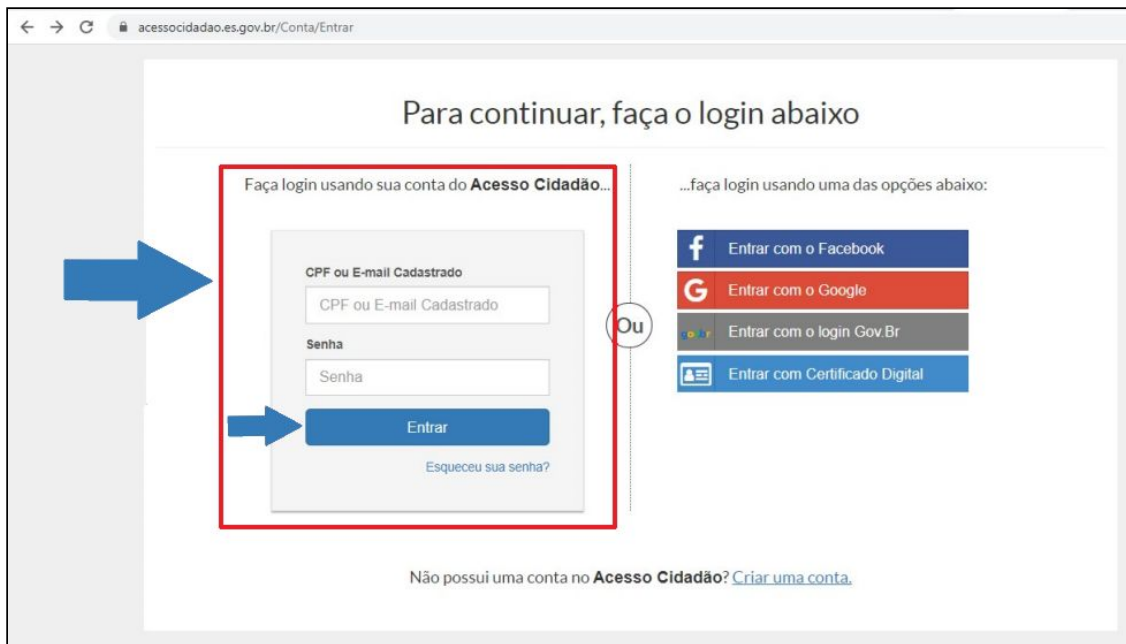 acessocidadao.es.gov.br/Conta/Entrar
Para continuar, faça o login abaixo
Faça login usando sua conta do Acesso Cidadão...
CPF ou E-mail Cadastrado
CPF ou E-mail Cadastrado
Senha
Senha
Entrar
Esqueceu sua senha?
Ou
...faça login usando uma das opções abaixo:
f Entrar com o Facebook
G Entrar com o Google
gov.br Entrar com o login Gov.Br
Entrar com Certificado Digital
Não possui uma conta no Acesso Cidadão? Criar uma conta.